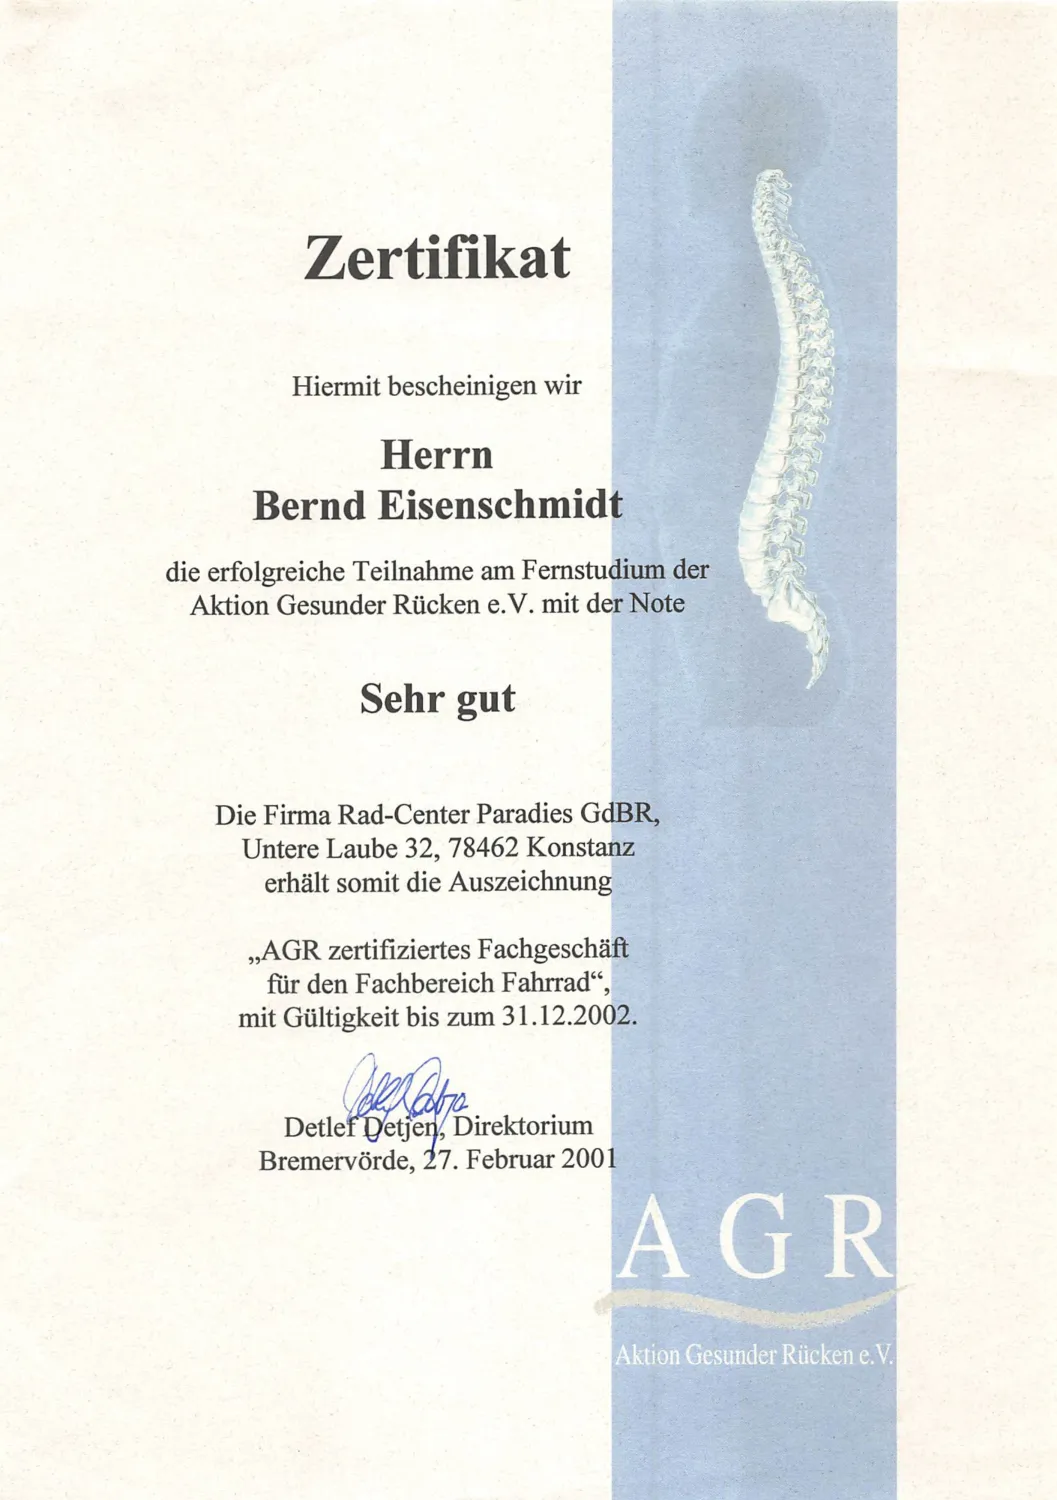 Zertifikat
Hiermit bescheinigen wir
Herrn
Bernd Eisenschmidt
die erfolgreiche Teilnahme am Fernstudium der
Aktion Gesunder Rücken e.V. mit der Note
Sehr gut
Die Firma Rad-Center Paradies GdBR,
Untere Laube 32, 78462 Konstanz
erhält somit die Auszeichnung
„AGR zertifiziertes Fachgeschäft
für den Fachbereich Fahrrad“,
mit Gültigkeit bis zum 31.12.2002.
Detlef Detjen, Direktorium
Bremervörde, 27. Februar 2001
AGR
Aktion Gesunder Rücken e.V.